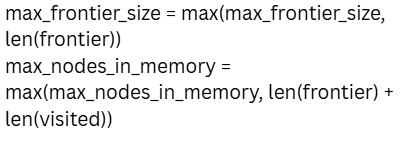 max_frontier_size = max(max_frontier_size,
len(frontier))
max_nodes_in_memory =
max(max_nodes_in_memory, len(frontier) +
len(visited))